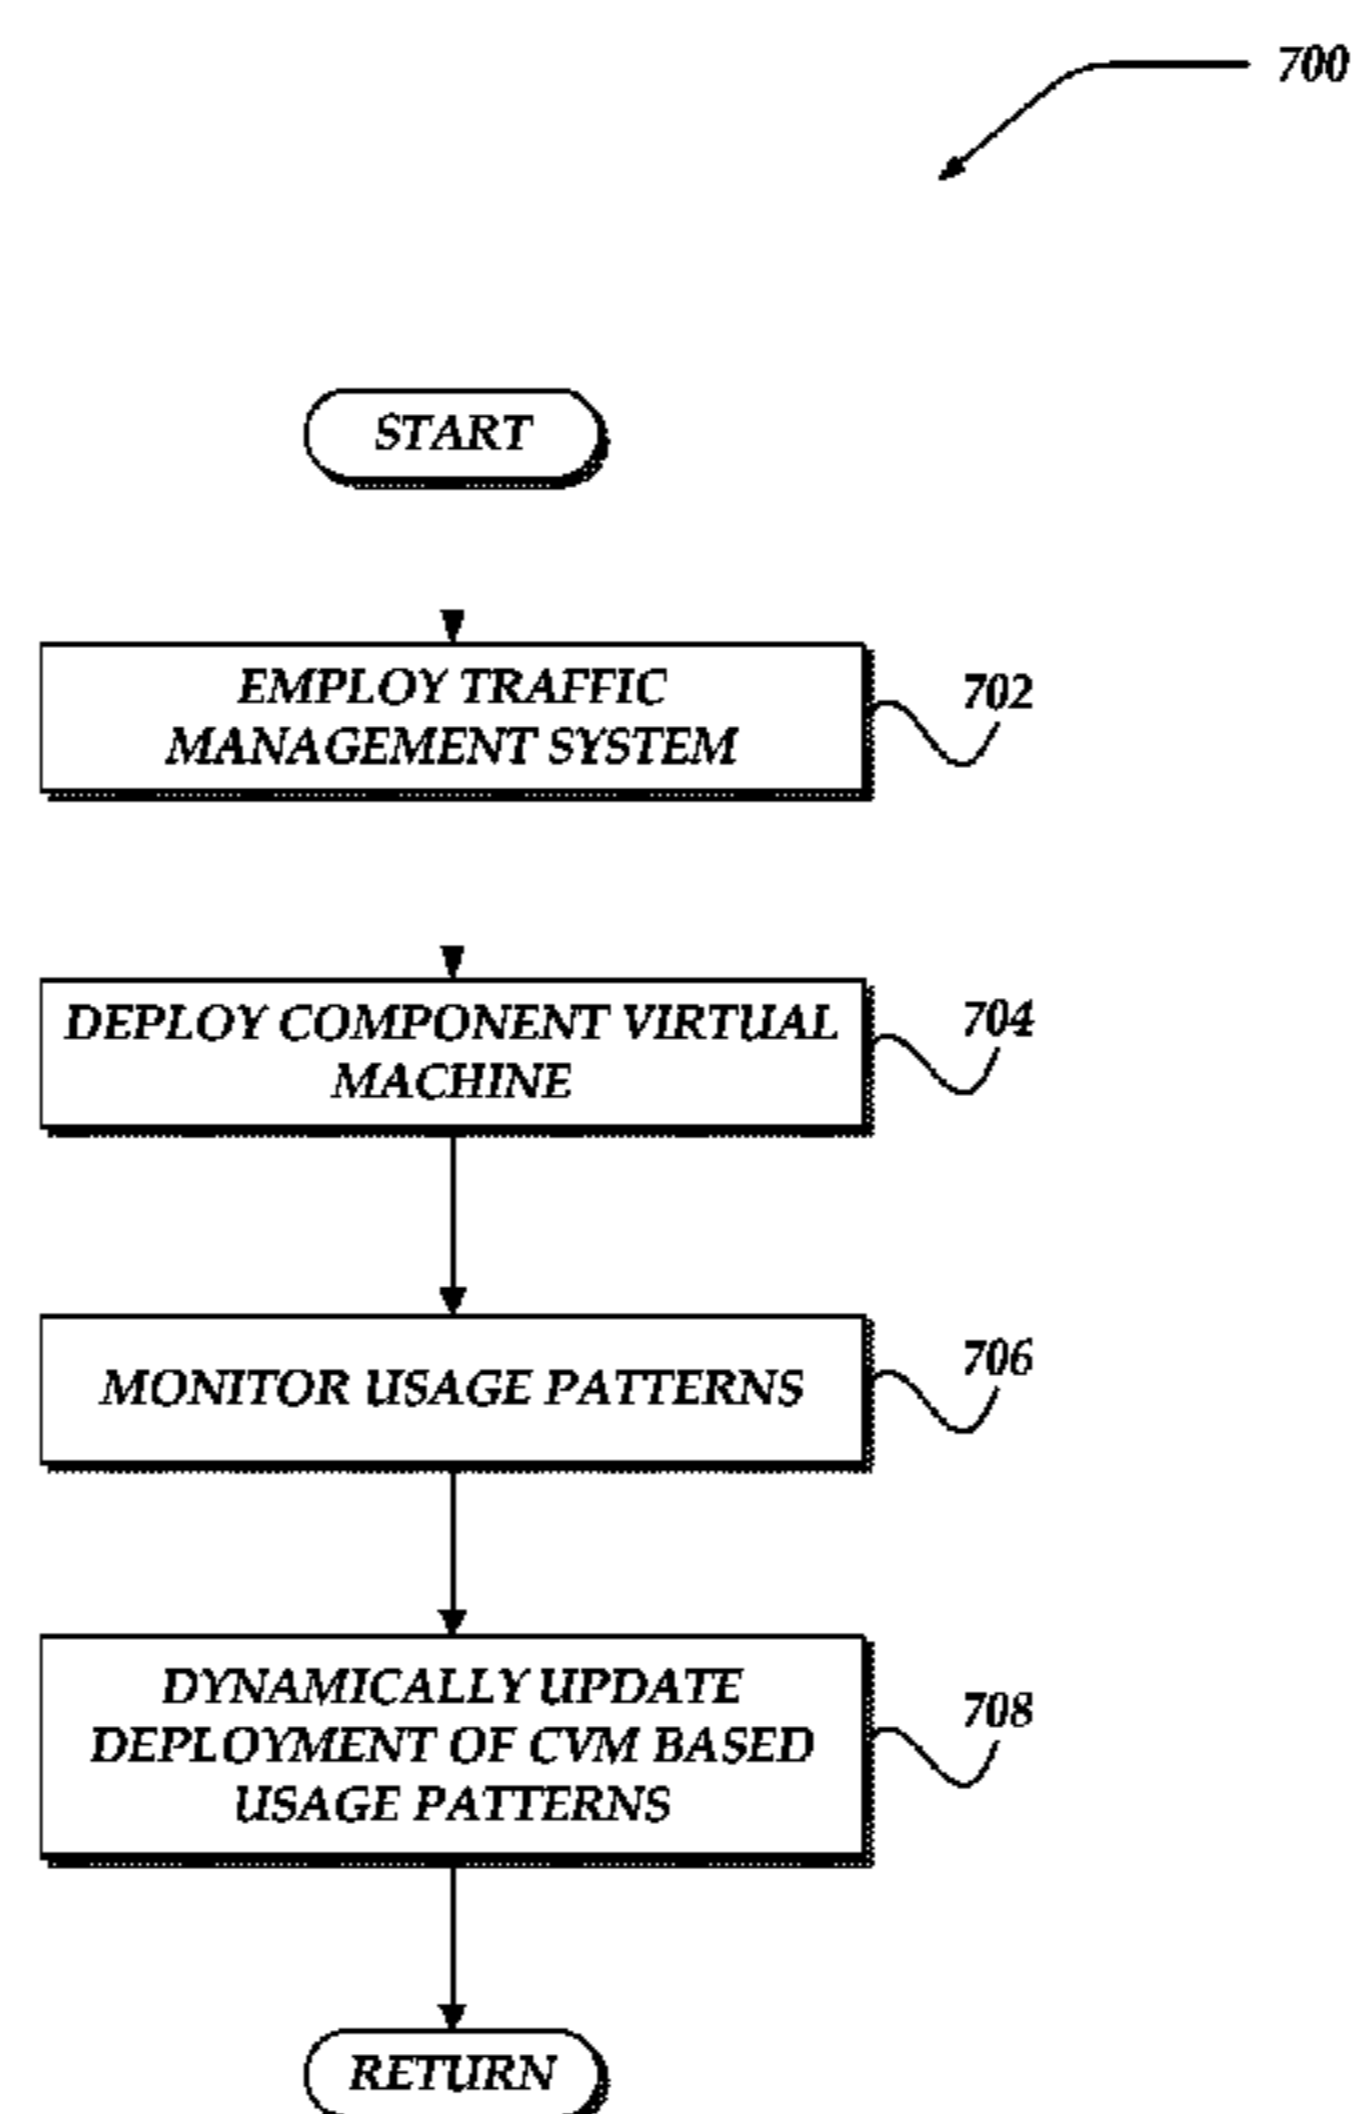 700
START
EMPLOY TRAFFIC
MANAGEMENT SYSTEM
702
DEPLOY COMPONENT VIRTUAL
MACHINE
704
MONITOR USAGE PATTERNS
706
DYNAMICALLY UPDATE
DEPLOYMENT OF CVM BASED
USAGE PATTERNS
708
RETURN